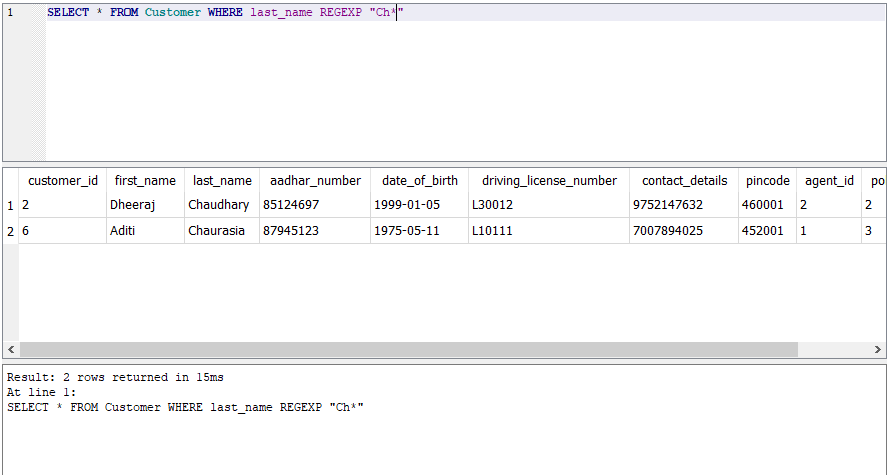 1 SELECT * FROM Customer WHERE last_name REGEXP "Ch*"
customer_id first_name last_name aadhar_number date_of_birth driving_license_number contact_details pincode agent_id po
1 2 Dheeraj Chaudhary 85124697 1999-01-05 L30012 9752147632 460001 2 2
2 6 Aditi Chaurasia 87945123 1975-05-11 L10111 7007894025 452001 1 3
Result: 2 rows returned in 15ms
At line 1:
SELECT * FROM Customer WHERE last_name REGEXP "Ch*"